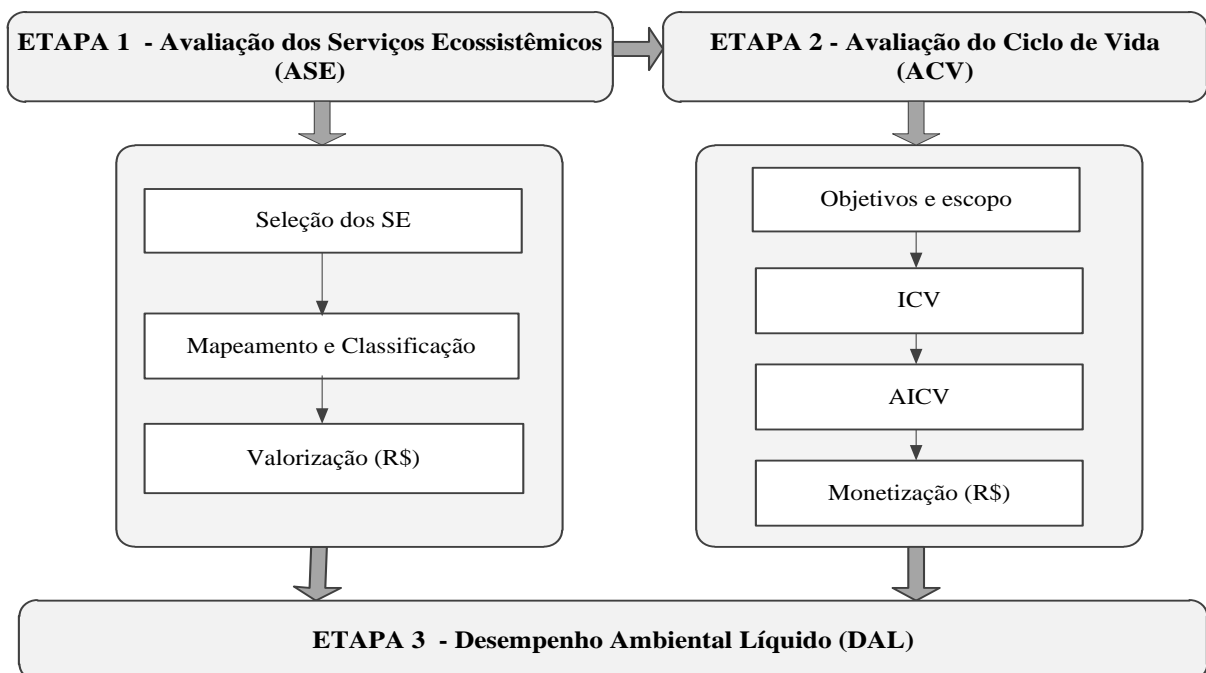 ETAPA 1 - Avaliação dos Serviços Ecossistêmicos
(ASE)
ETAPA 2 - Avaliação do Ciclo de Vida
(ACV)
Seleção dos SE
Mapeamento e Classificação
Valorização (R$)
Objetivos e escopo
ICV
AICV
Monetização (R$)
ETAPA 3 - Desempenho Ambiental Líquido (DAL)